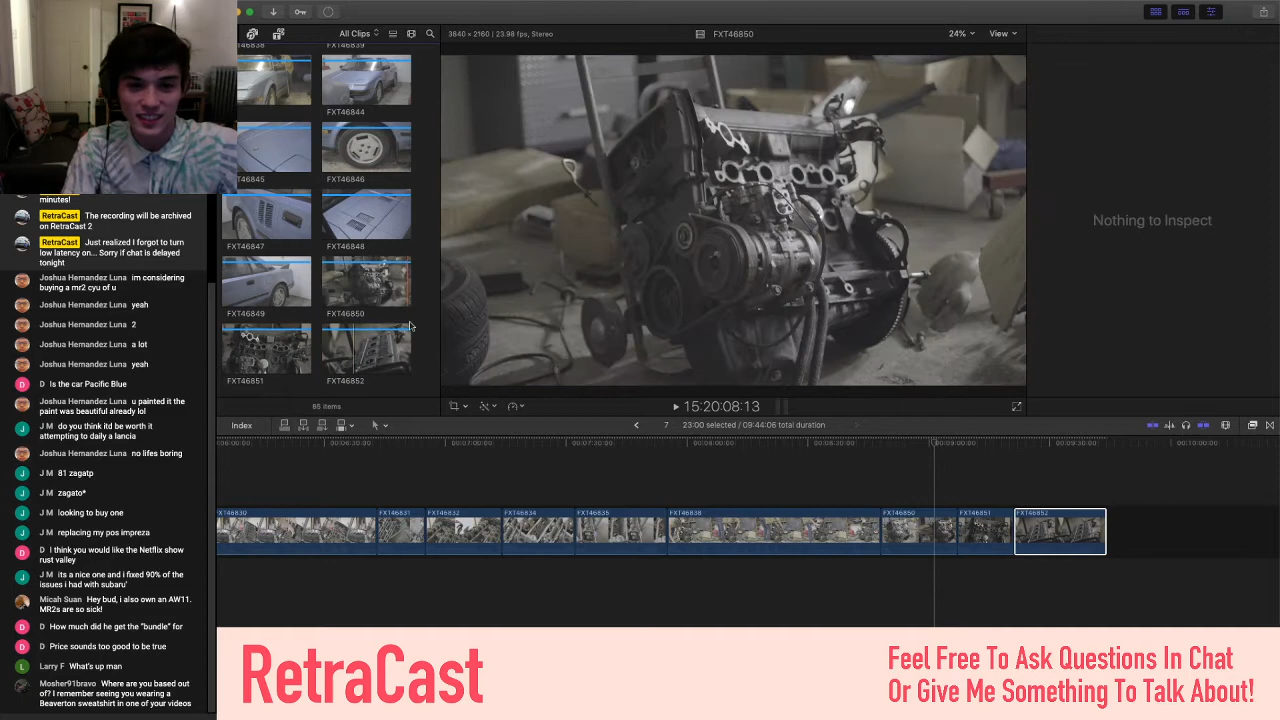 All Clips
3840 × 2160 | 23.98 fps, Stereo
FXT46850
24%
View
FXT46838
FXT46839
FXT46844
FXT46845
FXT46846
FXT46847
FXT46848
FXT46849
FXT46850
FXT46851
FXT46852
85 items
15:20:08:13
Nothing to Inspect
Index
7
23:00 selected / 09:44:06 total duration
00:06:00:00
00:06:30:00
00:07:00:00
00:07:30:00
00:08:00:00
00:08:30:00
00:09:00:00
00:09:30:00
00:10:00:00
FXT46830
FXT46831
FXT46832
FXT46834
FXT46835
FXT46838
FXT46850
FXT46851
FXT46852
minutes!
RetraCast The recording will be archived
on RetraCast 2
RetraCast Just realized I forgot to turn
low latency on... Sorry if chat is delayed
tonight
Joshua Hernandez Luna im considering
buying a mr2 cyu of u
Joshua Hernandez Luna yeah
Joshua Hernandez Luna 2
Joshua Hernandez Luna a lot
Joshua Hernandez Luna yeah
D Is the car Pacific Blue
Joshua Hernandez Luna u painted it the
paint was beautiful already lol
J M do you think itd be worth it
attempting to daily a lancia
Joshua Hernandez Luna no lifes boring
J M 81 zagatp
J M zagato*
J M looking to buy one
J M replacing my pos impreza
D I think you would like the Netflix show
rust valley
J M its a nice one and i fixed 90% of the
issues i had with subaru'
Micah Suan Hey bud, i also own an AW11.
MR2s are so sick!
D How much did he get the "bundle" for
D Price sounds too good to be true
Larry F What's up man
Mosher91bravo Where are you based out
of? I remember seeing you wearing a
Beaverton sweatshirt in one of your videos
RetraCast
Feel Free To Ask Questions In Chat
Or Give Me Something To Talk About!